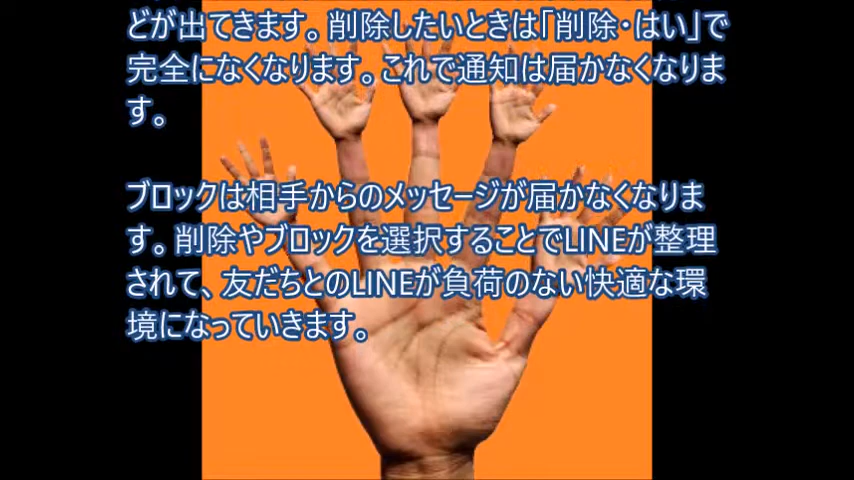 どが出てきます。削除したいときは「削除・はい」で
完全になくなります。これで通知は届かなくなりま
す。
ブロックは相手からのメッセージが届かなくなりま
す。削除やブロックを選択することでLINEが整理
されて、友だちとのLINEが負荷のない快適な環
境になっていきます。